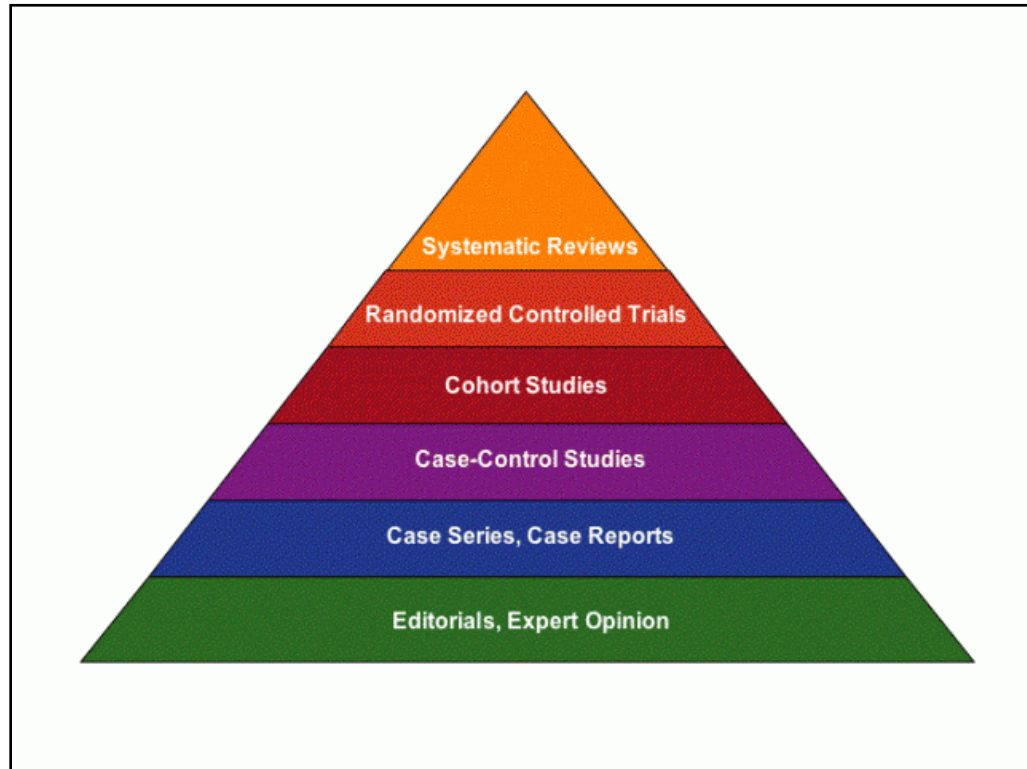 Systematic Reviews
Randomized Controlled Trials
Cohort Studies
Case-Control Studies
Case Series, Case Reports
Editorials, Expert Opinion